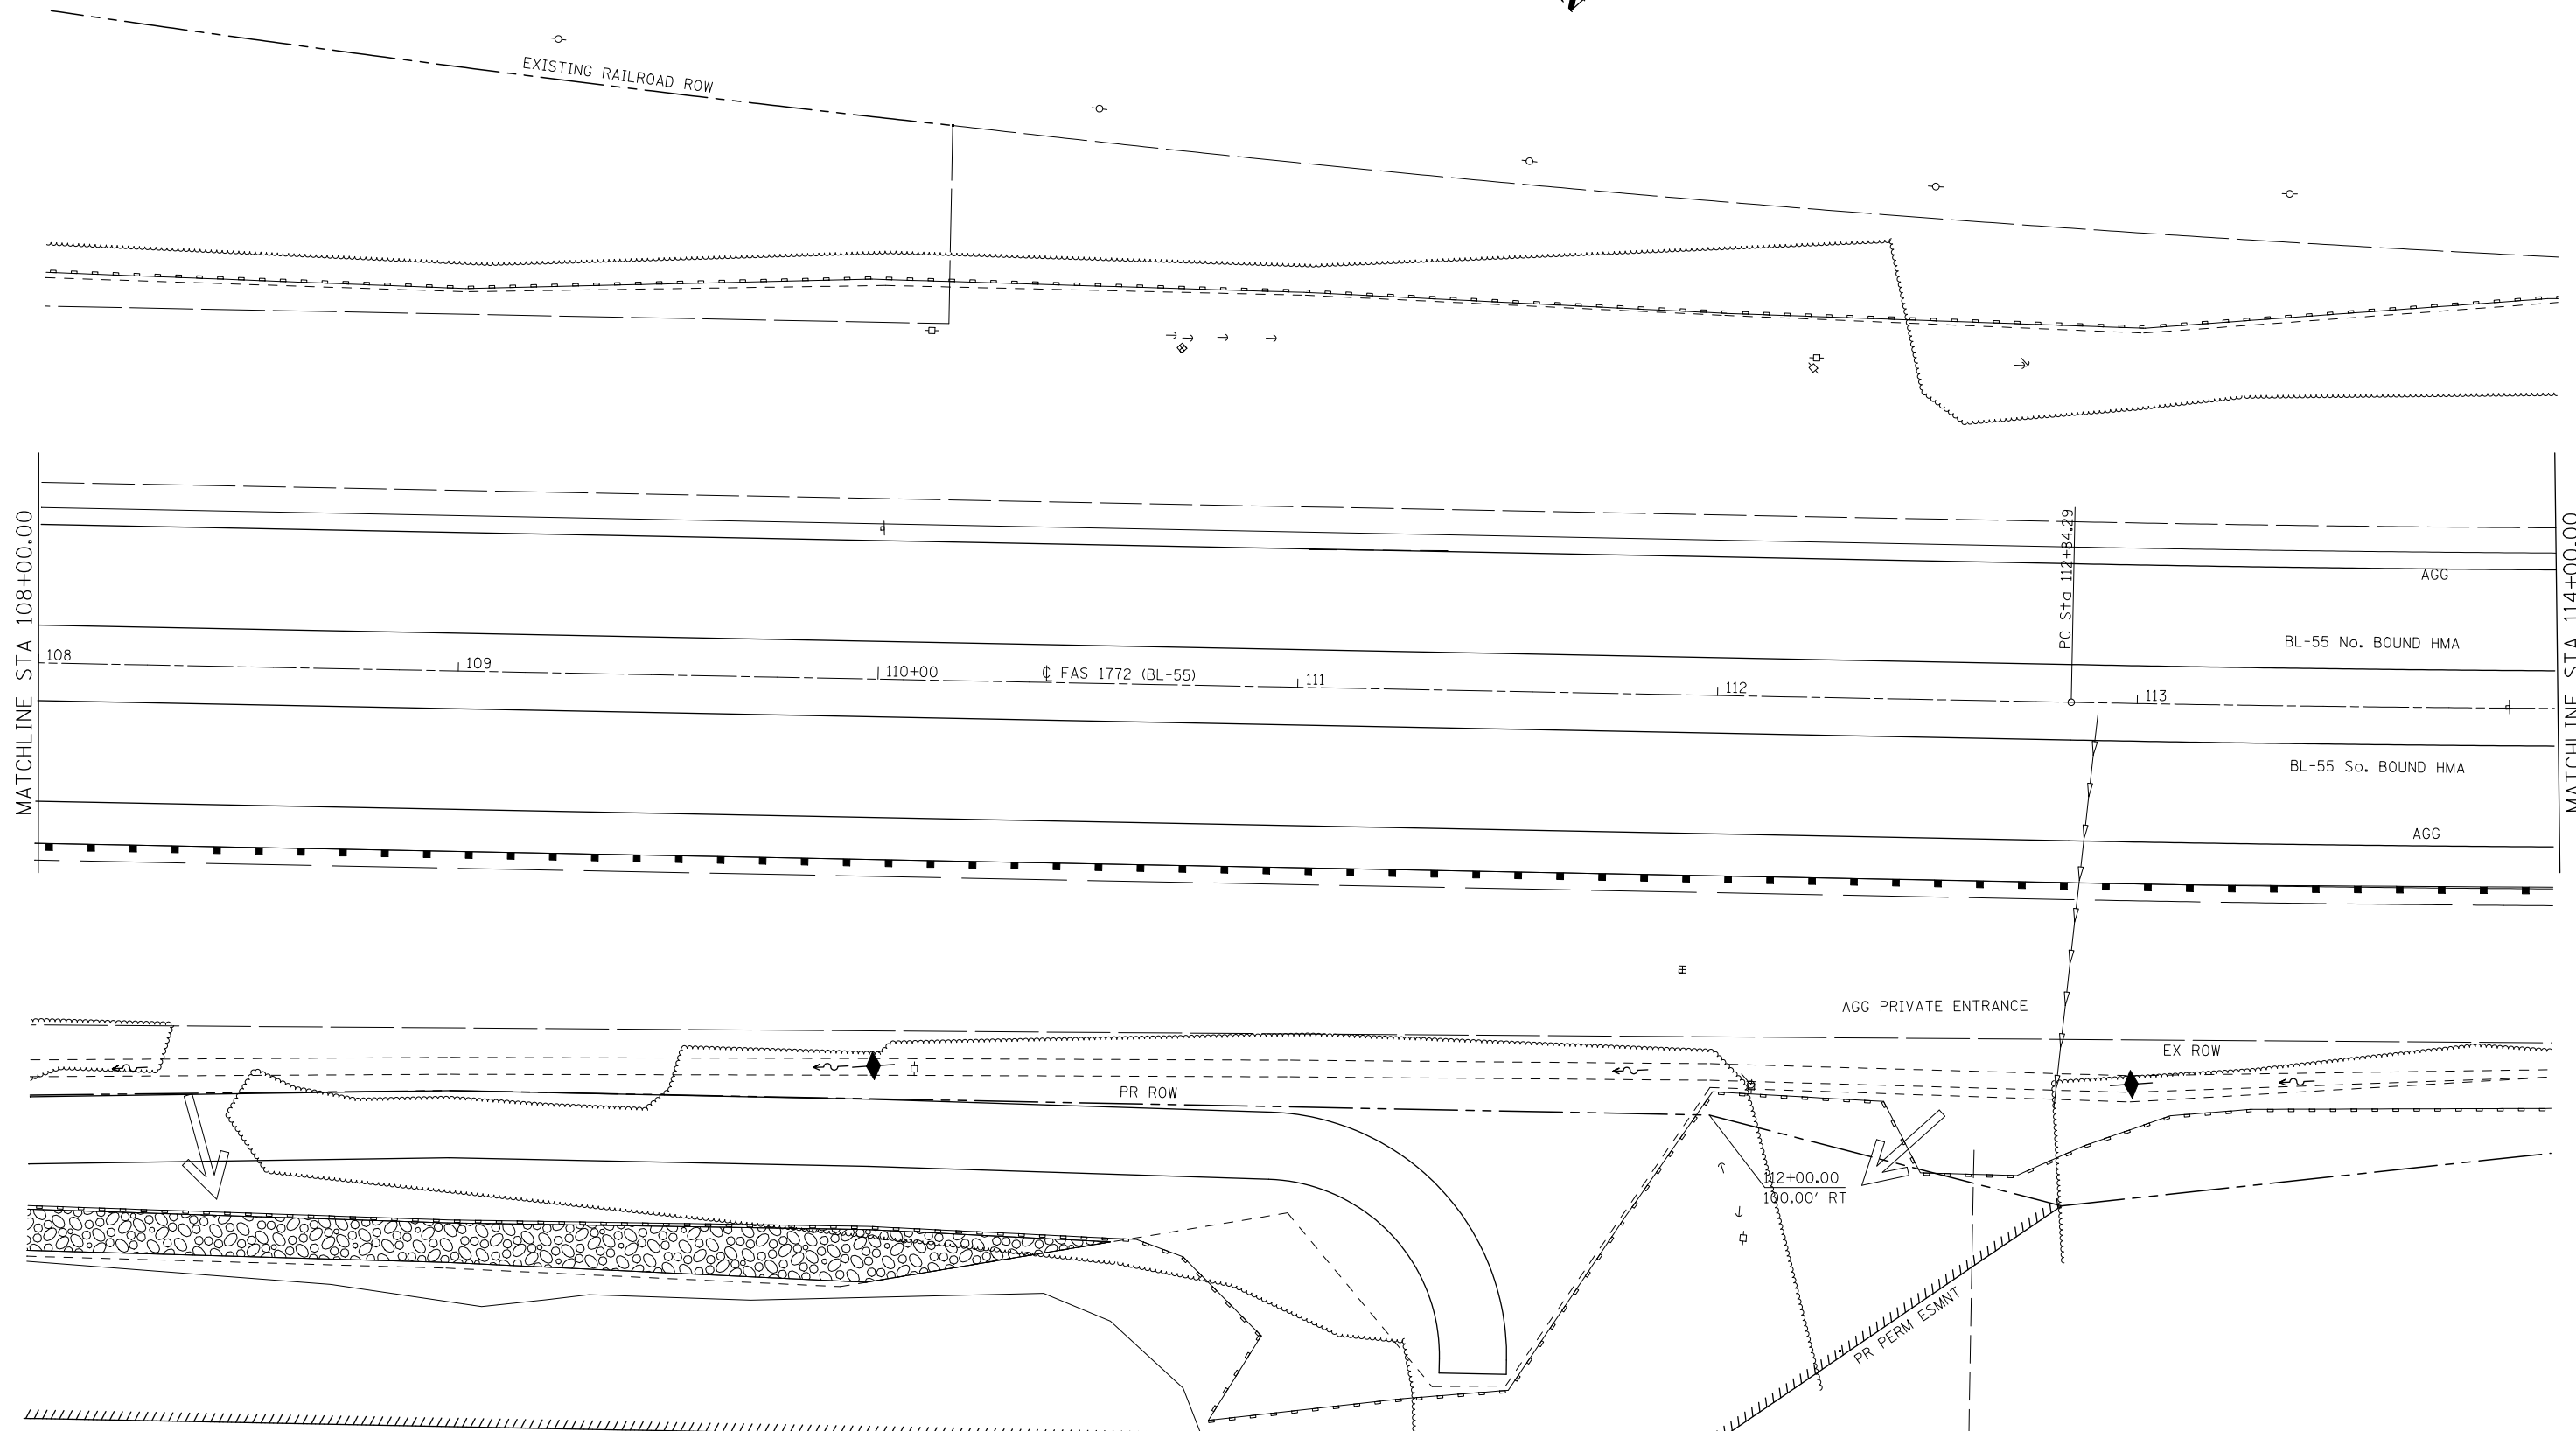 EXISTING RAILROAD ROW
MATCHLINE STA 108+00.00
MATCHLINE STA 114+00.00
PC Sta 112+84.29
AGG
BL-55 No. BOUND HMA
108
109
110+00
℄ FAS 1772 (BL-55)
111
112
113
BL-55 So. BOUND HMA
AGG
AGG PRIVATE ENTRANCE
EX ROW
PR ROW
112+00.00
100.00' RT
PR PERM ESMNT